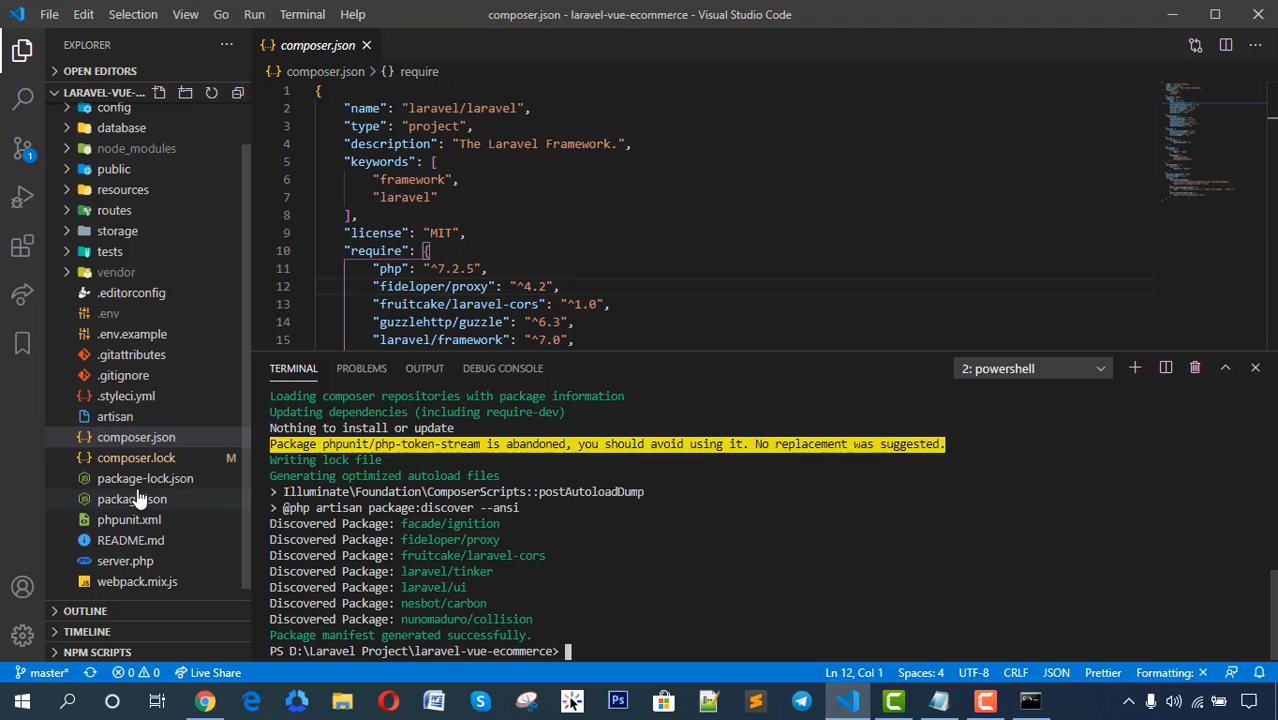 File Edit Selection View Go Run Terminal Help composer.json - laravel-vue-ecommerce - Visual Studio Code
EXPLORER
OPEN EDITORS
LARAVEL-VUE-...
config
database
node_modules
public
resources
routes
storage
tests
vendor
.editorconfig
.env
.env.example
.gitattributes
.gitignore
.styleci.yml
artisan
composer.json
composer.lock M
package-lock.json
phpunit.xml
README.md
server.php
webpack.mix.js
OUTLINE
TIMELINE
NPM SCRIPTS
composer.json
composer.json > {} require
1 {
2 "name": "laravel/laravel",
3 "type": "project",
4 "description": "The Laravel Framework.",
5 "keywords": [
6 "framework",
7 "laravel"
8 ],
9 "license": "MIT",
10 "require": {
11 "php": "^7.2.5",
12 "fideloper/proxy": "^4.2",
13 "fruitcake/laravel-cors": "^1.0",
14 "guzzlehttp/guzzle": "^6.3",
15 "laravel/framework": "^7.0",
TERMINAL PROBLEMS OUTPUT DEBUG CONSOLE 2: powershell
Loading composer repositories with package information
Updating dependencies (including require-dev)
Nothing to install or update
Package phpunit/php-token-stream is abandoned, you should avoid using it. No replacement was suggested.
Writing lock file
Generating optimized autoload files
> Illuminate\Foundation\ComposerScripts::postAutoloadDump
> @php artisan package:discover --ansi
Discovered Package: facade/ignition
Discovered Package: fideloper/proxy
Discovered Package: fruitcake/laravel-cors
Discovered Package: laravel/tinker
Discovered Package: laravel/ui
Discovered Package: nesbot/carbon
Discovered Package: nunomaduro/collision
Package manifest generated successfully.
PS D:\Laravel Project\laravel-vue-ecommerce>
master* 0 0 Live Share Ln 12, Col 1 Spaces: 4 UTF-8 CRLF JSON Prettier Formatting: ×